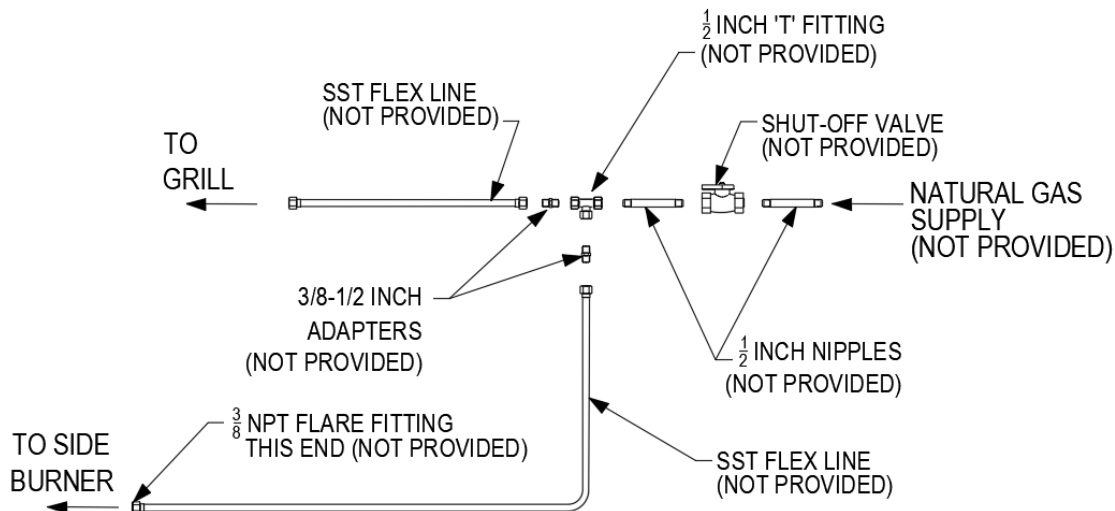 ½ INCH 'T' FITTING
(NOT PROVIDED)
SST FLEX LINE
(NOT PROVIDED)
SHUT-OFF VALVE
(NOT PROVIDED)
TO
GRILL
NATURAL GAS
SUPPLY
(NOT PROVIDED)
3/8-1/2 INCH
ADAPTERS
(NOT PROVIDED)
½ INCH NIPPLES
(NOT PROVIDED)
⅜ NPT FLARE FITTING
THIS END (NOT PROVIDED)
TO SIDE
BURNER
SST FLEX LINE
(NOT PROVIDED)